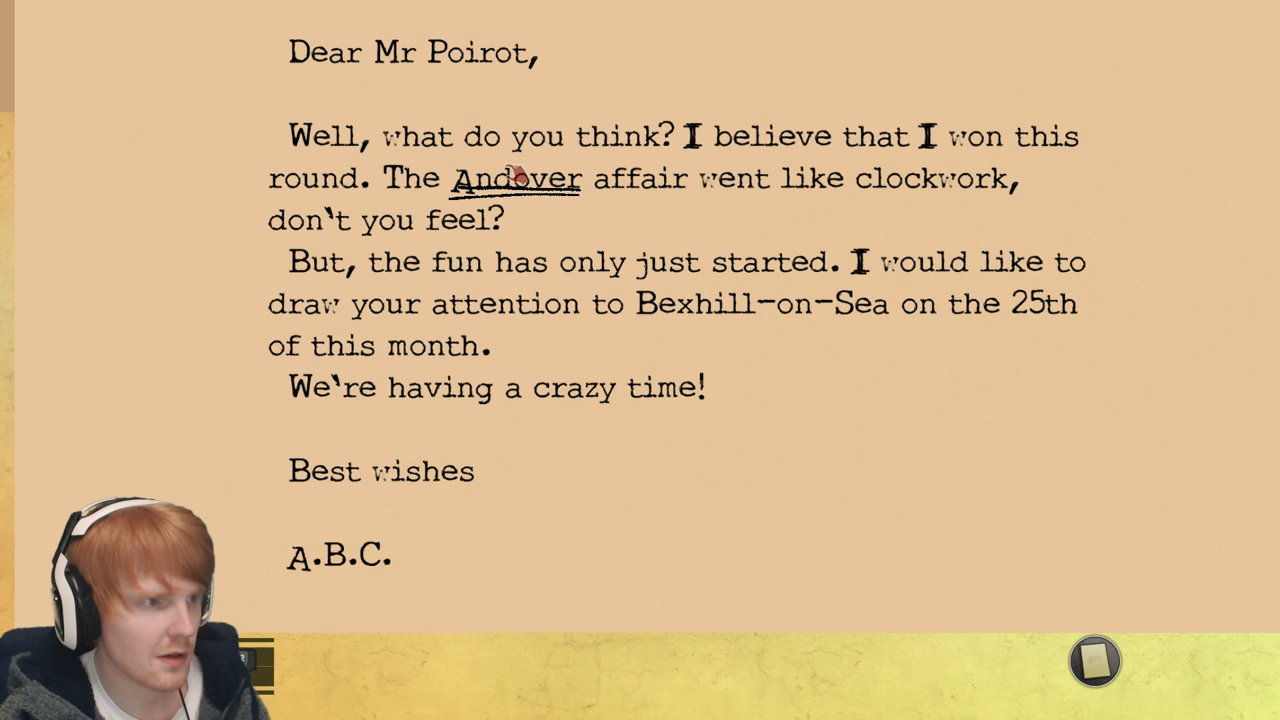 Dear Mr Poirot,
Well, what do you think? I believe that I won this
round. The Andover affair went like clockwork,
don't you feel?
But, the fun has only just started. I would like to
draw your attention to Bexhill-on-Sea on the 25th
of this month.
We're having a crazy time!
Best wishes
A.B.C.